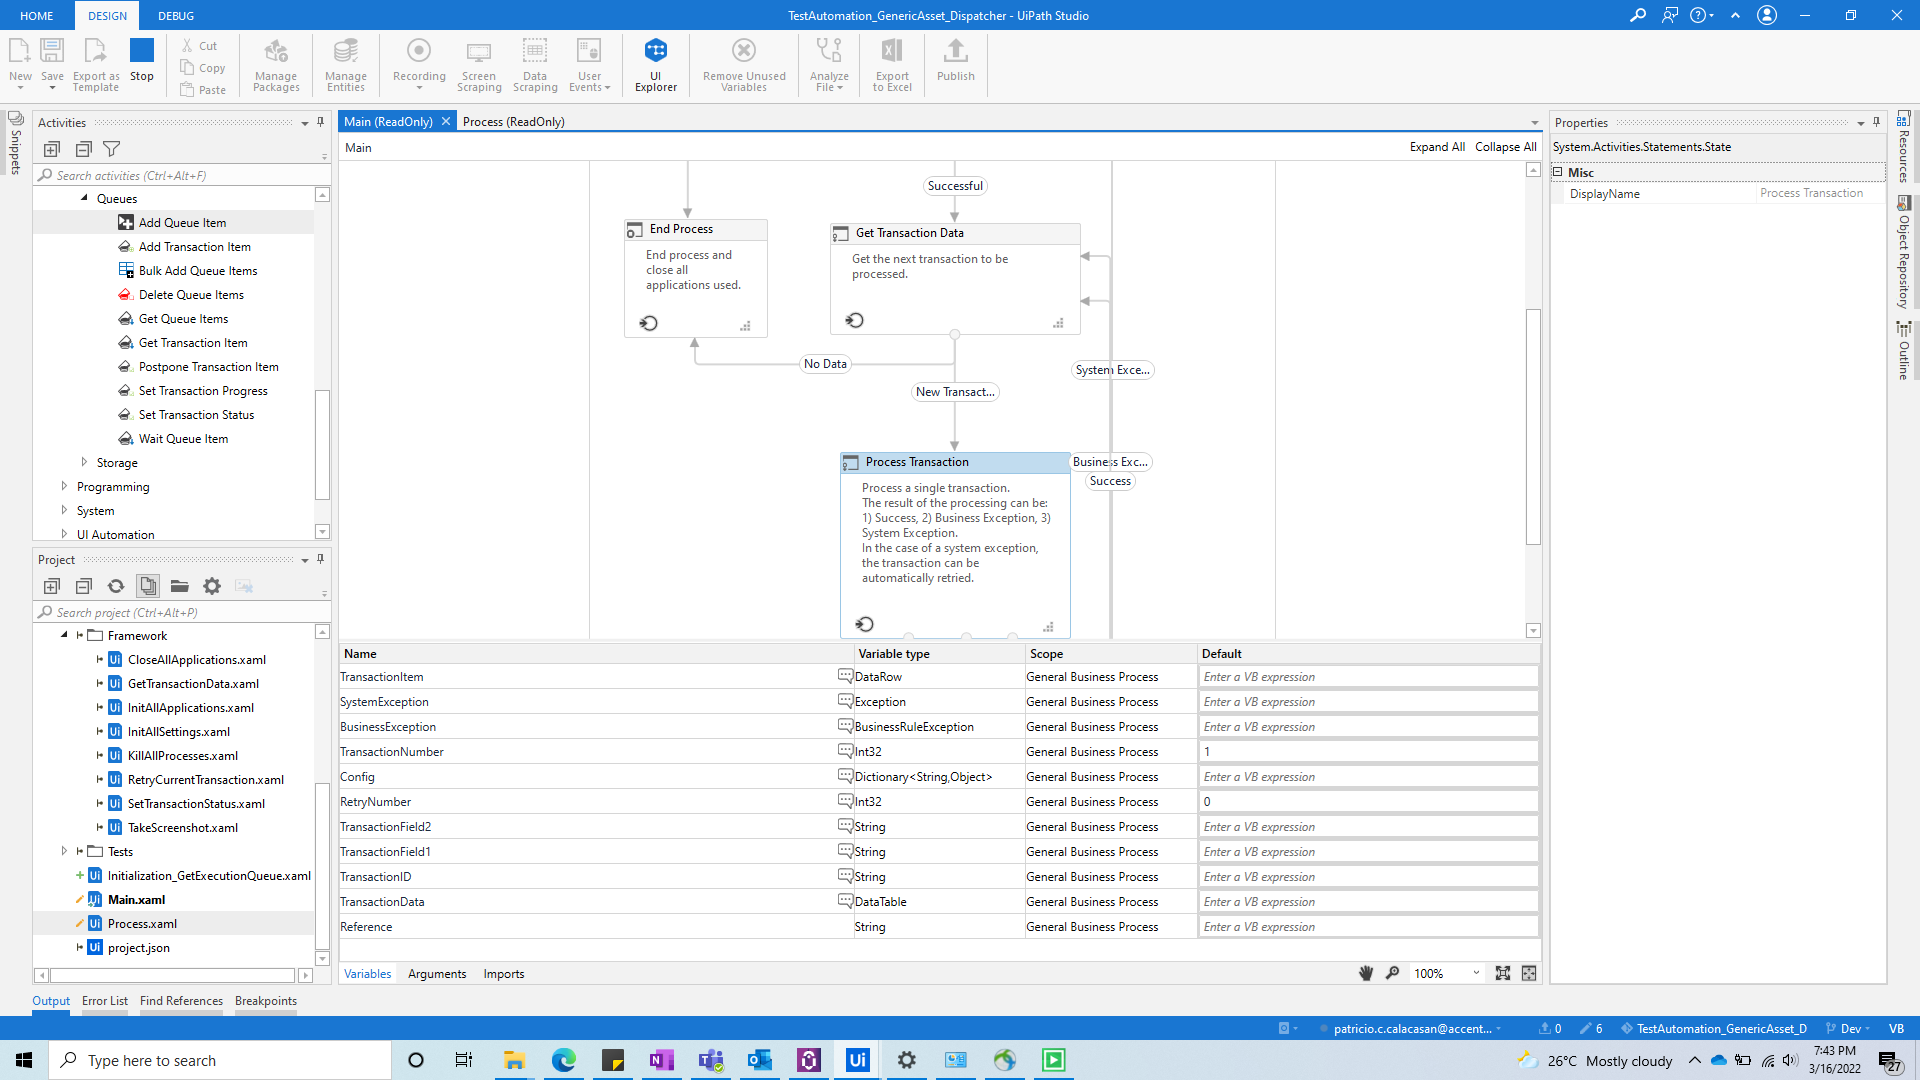 HOME DESIGN DEBUG
TestAutomation_GenericAsset_Dispatcher - UiPath Studio
New
Save
Export as Template
Stop
Cut
Copy
Paste
Manage Packages
Manage Entities
Recording
Screen Scraping
Data Scraping
User Events
UI Explorer
Remove Unused Variables
Analyze File
Export to Excel
Publish
Snippets
Activities
Search activities (Ctrl+Alt+F)
Queues
Add Queue Item
Add Transaction Item
Bulk Add Queue Items
Delete Queue Items
Get Queue Items
Get Transaction Item
Postpone Transaction Item
Set Transaction Progress
Set Transaction Status
Wait Queue Item
Storage
Programming
System
UI Automation
Project
Search project (Ctrl+Alt+P)
Framework
CloseAllApplications.xaml
GetTransactionData.xaml
InitAllApplications.xaml
InitAllSettings.xaml
KillAllProcesses.xaml
RetryCurrentTransaction.xaml
SetTransactionStatus.xaml
TakeScreenshot.xaml
Tests
Initialization_GetExecutionQueue.xaml
Main.xaml
Process.xaml
project.json
Main (ReadOnly)
Process (ReadOnly)
Main
Expand All Collapse All
Successful
End Process
End process and
close all
applications used.
Get Transaction Data
Get the next transaction to be
processed.
No Data
New Transact...
System Exce...
Business Exc...
Success
Process Transaction
Process a single transaction.
The result of the processing can be:
1) Success, 2) Business Exception, 3)
System Exception.
In the case of a system exception,
the transaction can be
automatically retried.
Name Variable type Scope Default
TransactionItem DataRow General Business Process Enter a VB expression
SystemException Exception General Business Process Enter a VB expression
BusinessException BusinessRuleException General Business Process Enter a VB expression
TransactionNumber Int32 General Business Process 1
Config Dictionary<String,Object> General Business Process Enter a VB expression
RetryNumber Int32 General Business Process 0
TransactionField2 String General Business Process Enter a VB expression
TransactionField1 String General Business Process Enter a VB expression
TransactionID String General Business Process Enter a VB expression
TransactionData DataTable General Business Process Enter a VB expression
Reference String General Business Process Enter a VB expression
Variables Arguments Imports
100%
Properties
System.Activities.Statements.State
Misc
DisplayName Process Transaction
Resources
Object Repository
Outline
Output Error List Find References Breakpoints
patricio.c.calacasan@accent...
0
6
TestAutomation_GenericAsset_D
Dev
VB
Type here to search
26°C Mostly cloudy
7:43 PM
3/16/2022
27